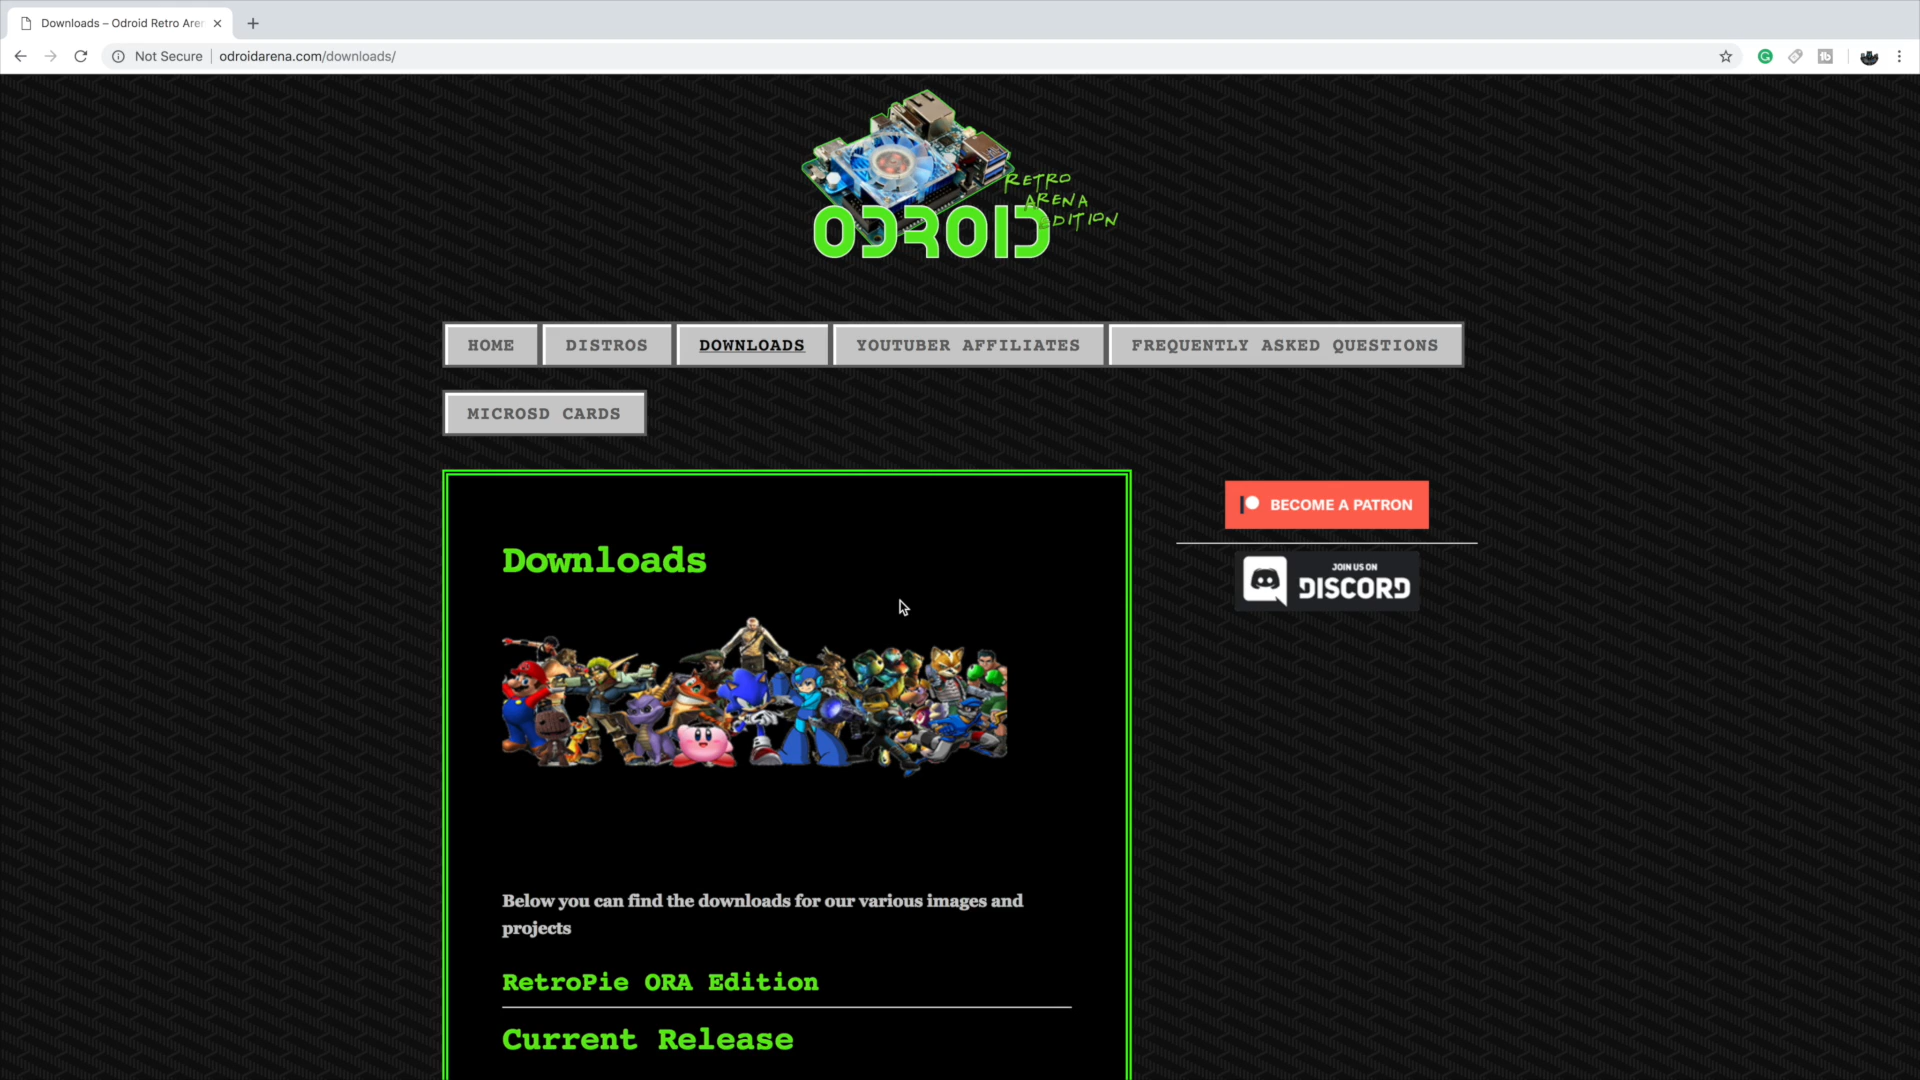 Downloads – Odroid Retro Arer
Not Secure
odroidarena.com/downloads/
RETRO
ARENA
EDITION
ODROID
HOME
DISTROS
DOWNLOADS
YOUTUBER AFFILIATES
FREQUENTLY ASKED QUESTIONS
MICROSD CARDS
BECOME A PATRON
JOIN US ON
DISCORD
Downloads
Below you can find the downloads for our various images and
projects
RetroPie ORA Edition
Current Release